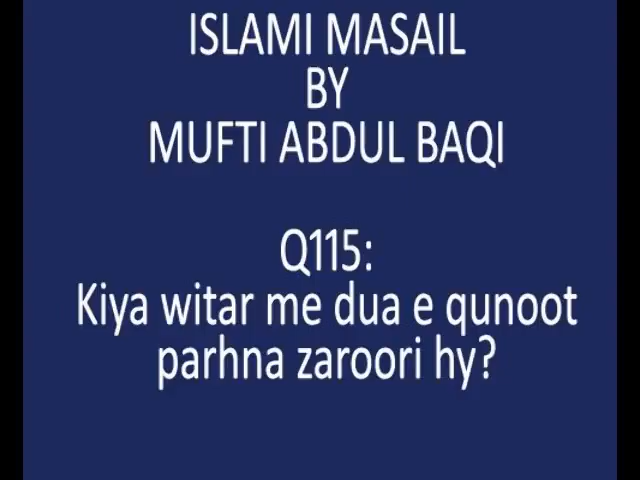 ISLAMI MASAIL
BY
MUFTI ABDUL BAQI
Q115:
Kiya witar me dua e qunoot
parhna zaroori hy?